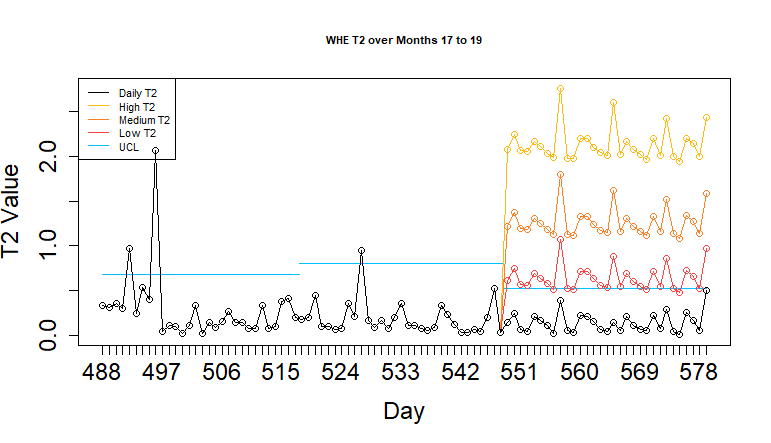 WHE T2 over Months 17 to 19
Daily T2
High T2
Medium T2
Low T2
UCL
T2 Value
2.0
1.0
0.0
488 497 506 515 524 533 542 551 560 569 578
Day